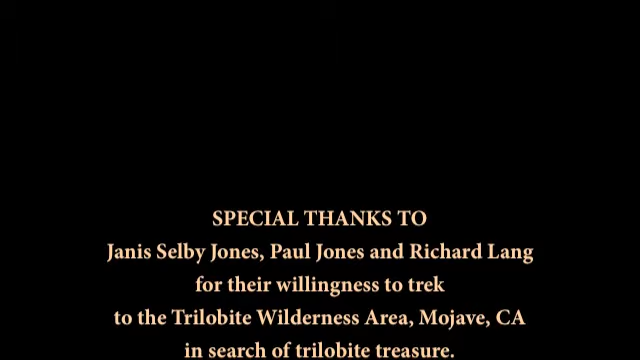 SPECIAL THANKS TO
Janis Selby Jones, Paul Jones and Richard Lang
for their willingness to trek
to the Trilobite Wilderness Area, Mojave, CA
in search of trilobite treasure.